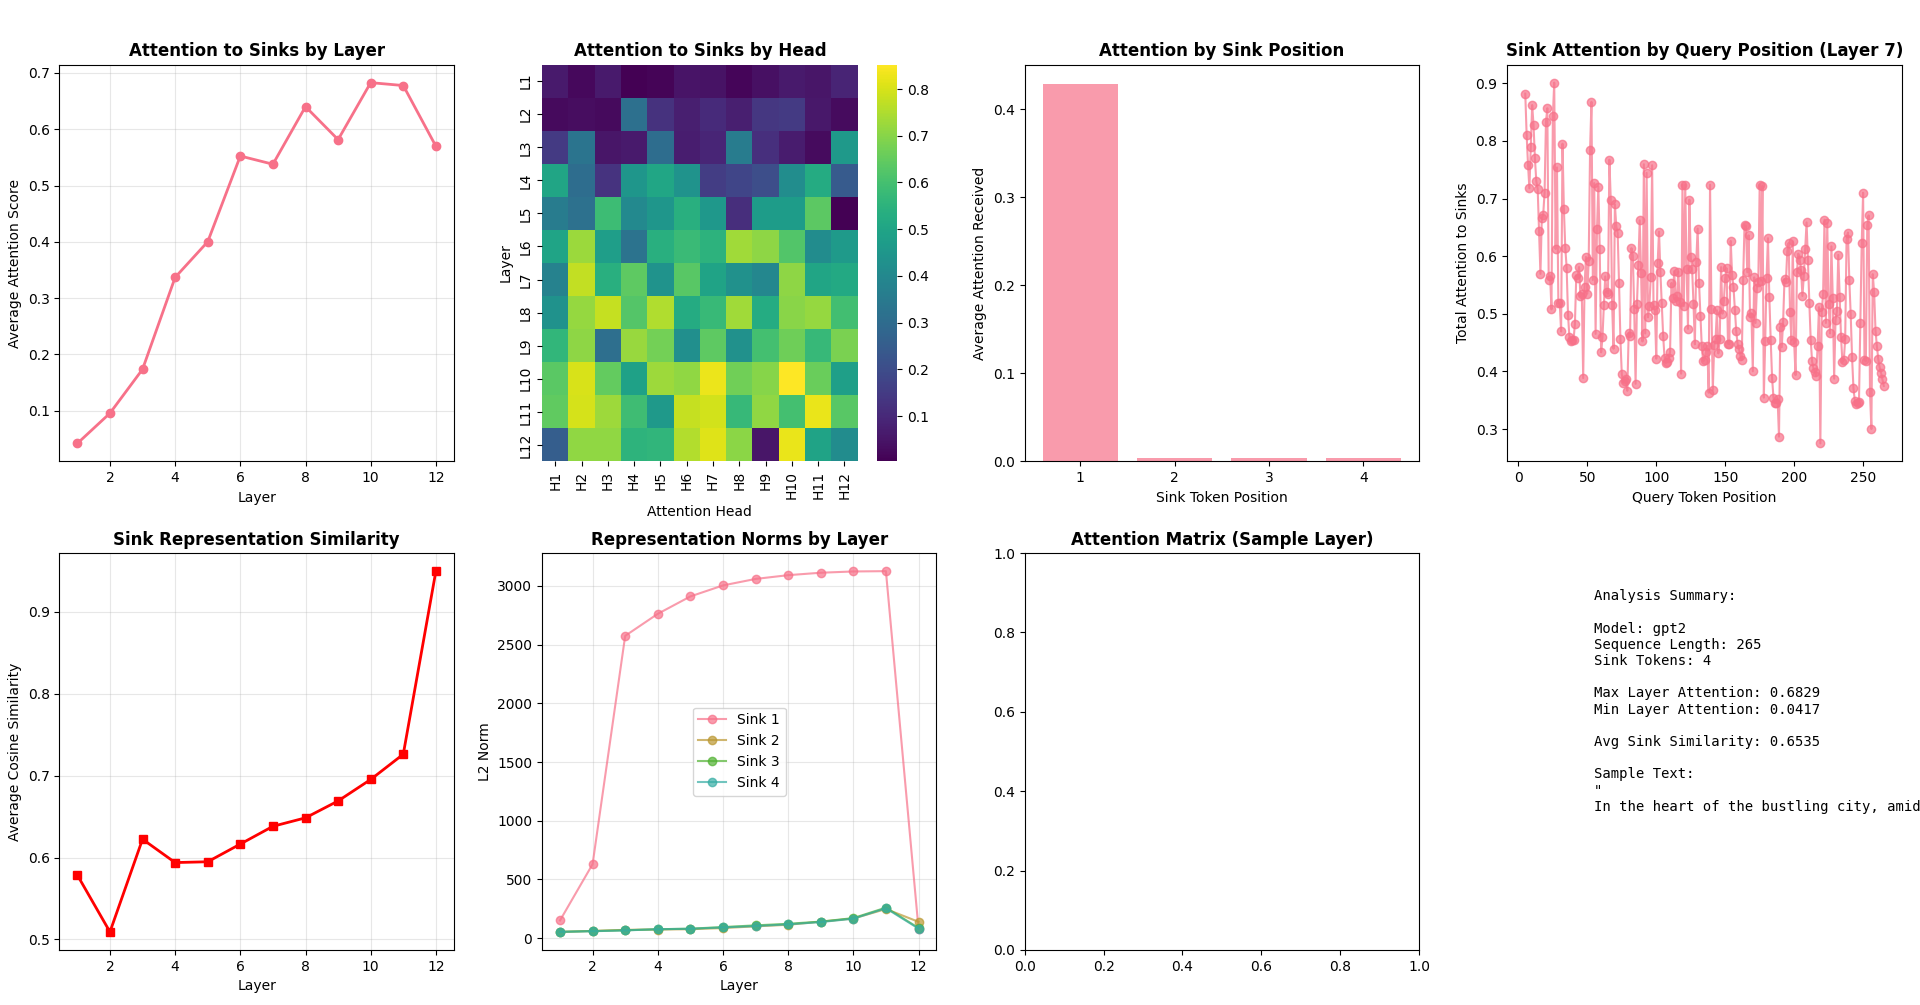 Attention to Sinks by Layer
Average Attention Score
0.7
0.6
0.5
0.4
0.3
0.2
0.1
2 4 6 8 10 12
Layer
Attention to Sinks by Head
Layer
L1
L2
L3
L4
L5
L6
L7
L8
L9
L10
L11
L12
H1 H2 H3 H4 H5 H6 H7 H8 H9 H10 H11 H12
Attention Head
0.8
0.7
0.6
0.5
0.4
0.3
0.2
0.1
Attention by Sink Position
Average Attention Received
0.4
0.3
0.2
0.1
0.0
1 2 3 4
Sink Token Position
Sink Attention by Query Position (Layer 7)
Total Attention to Sinks
0.9
0.8
0.7
0.6
0.5
0.4
0.3
0 50 100 150 200 250
Query Token Position
Sink Representation Similarity
Average Cosine Similarity
0.9
0.8
0.7
0.6
0.5
2 4 6 8 10 12
Layer
Representation Norms by Layer
L2 Norm
3000
2500
2000
1500
1000
500
0
Sink 1
Sink 2
Sink 3
Sink 4
2 4 6 8 10 12
Layer
Attention Matrix (Sample Layer)
1.0
0.8
0.6
0.4
0.2
0.0
0.0 0.2 0.4 0.6 0.8 1.0
Analysis Summary:
Model: gpt2
Sequence Length: 265
Sink Tokens: 4
Max Layer Attention: 0.6829
Min Layer Attention: 0.0417
Avg Sink Similarity: 0.6535
Sample Text:
"
In the heart of the bustling city, amid